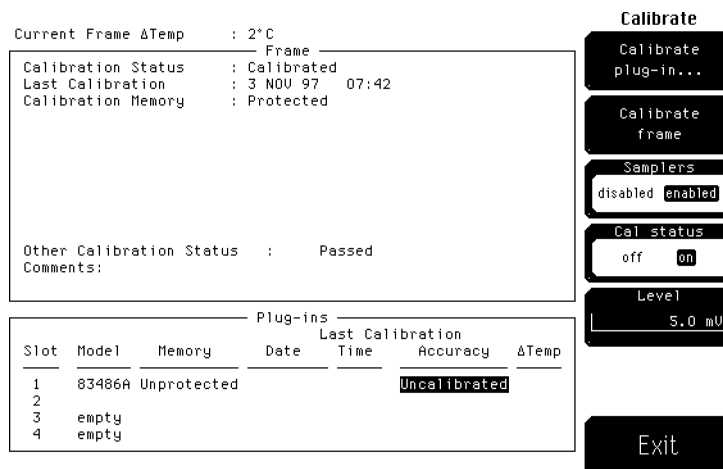 Current Frame ΔTemp : 2°C
Frame
Calibration Status : Calibrated
Last Calibration : 3 NOV 97 07:42
Calibration Memory : Protected
Other Calibration Status : Passed
Comments:
Plug-ins
Last Calibration
Slot Model Memory Date Time Accuracy ΔTemp
1 83486A Unprotected Uncalibrated
2
3 empty
4 empty
Calibrate
Calibrate
plug-in...
Calibrate
frame
Samplers
disabled enabled
Cal status
off on
Level
5.0 mV
Exit